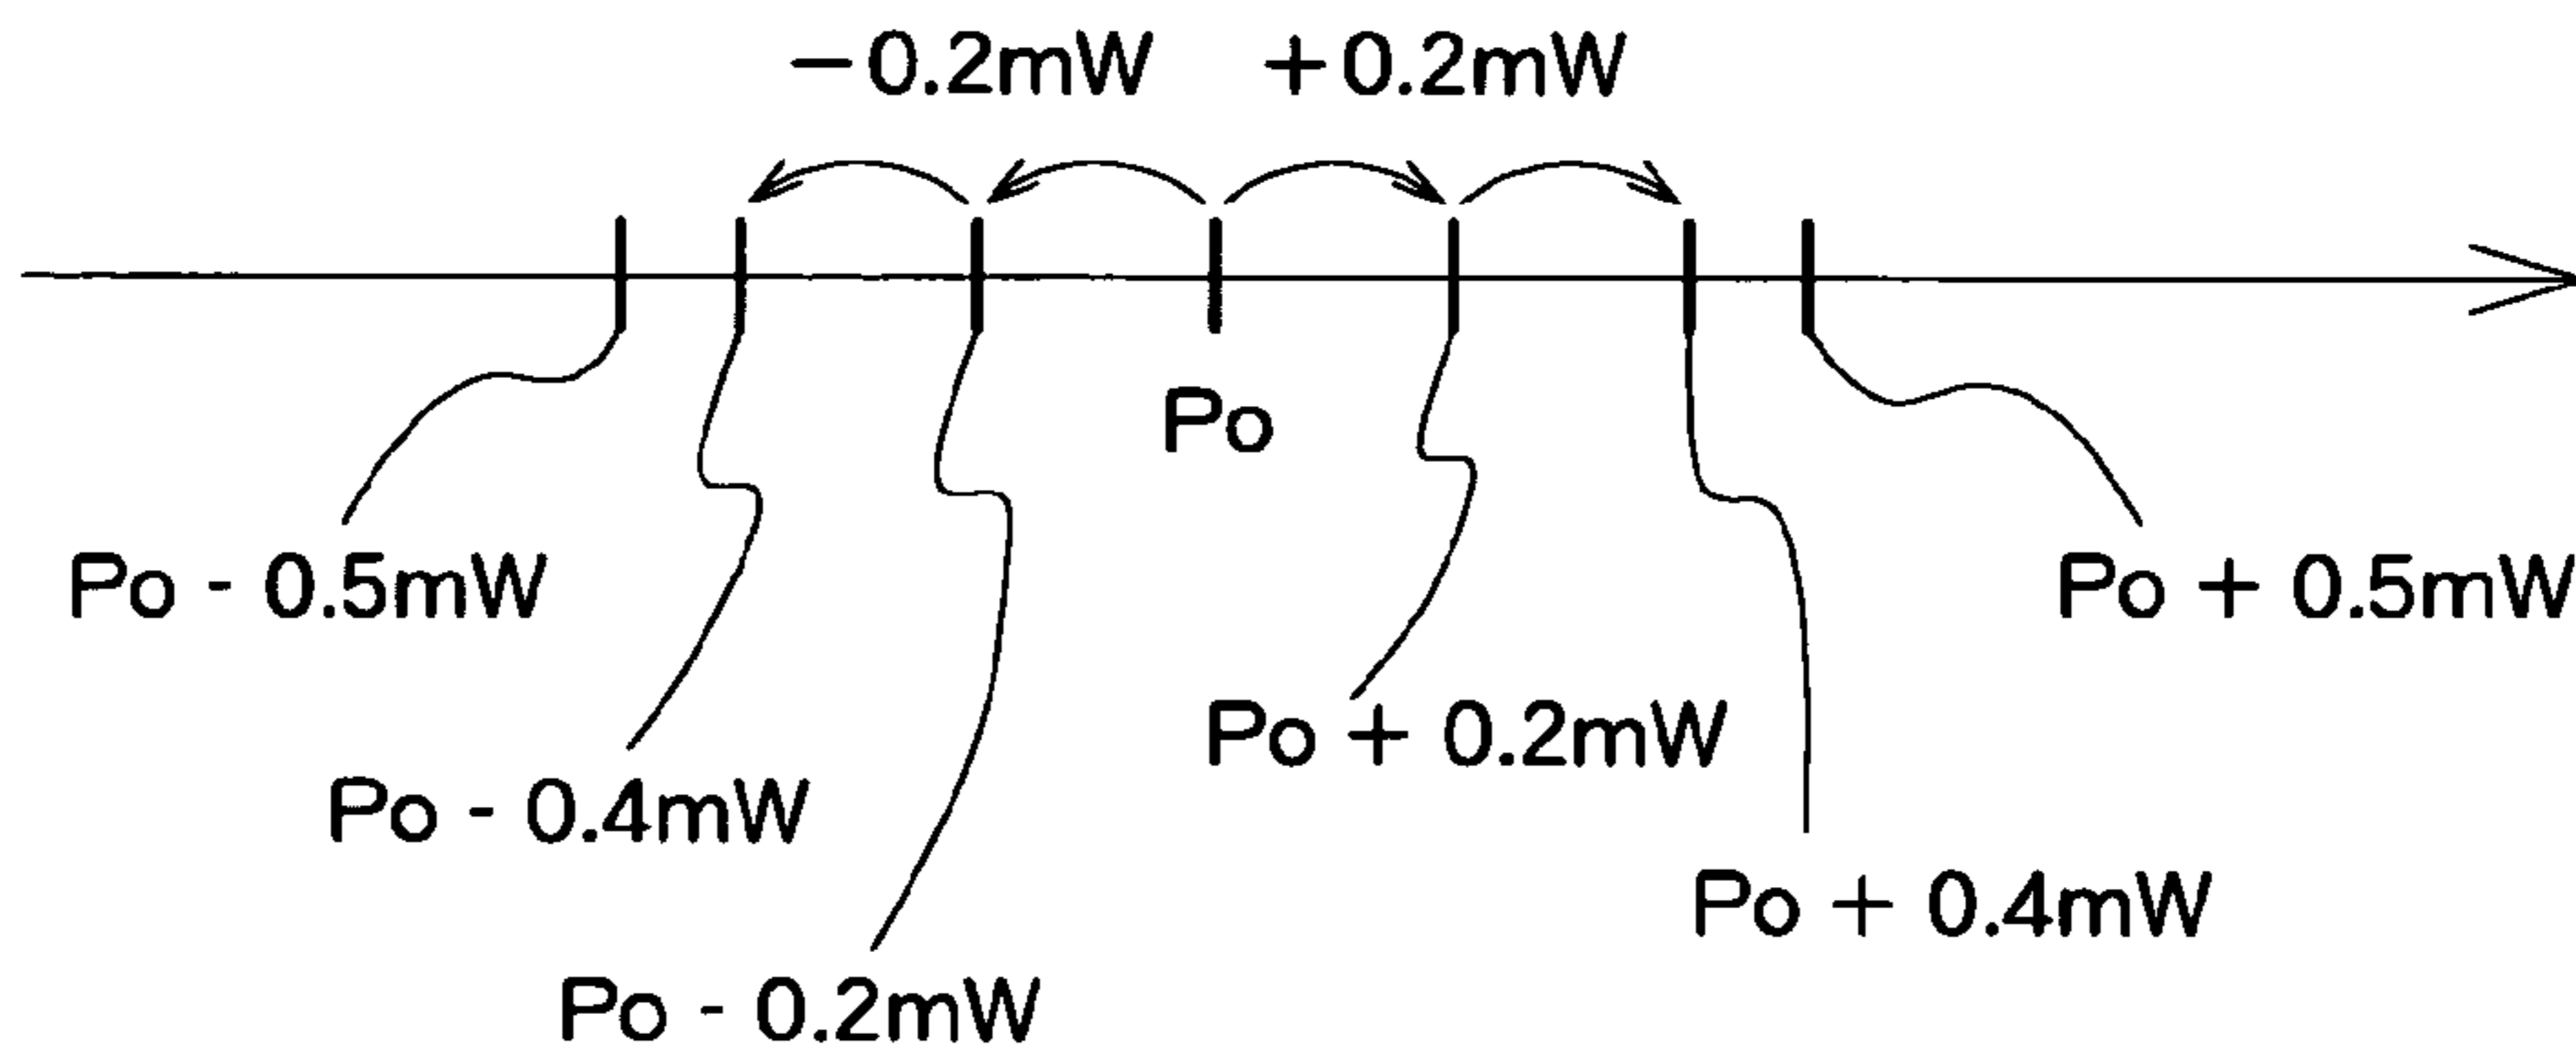 −0.2mW +0.2mW
Po
Po - 0.5mW Po + 0.5mW
Po + 0.2mW
Po - 0.4mW
Po + 0.4mW
Po - 0.2mW